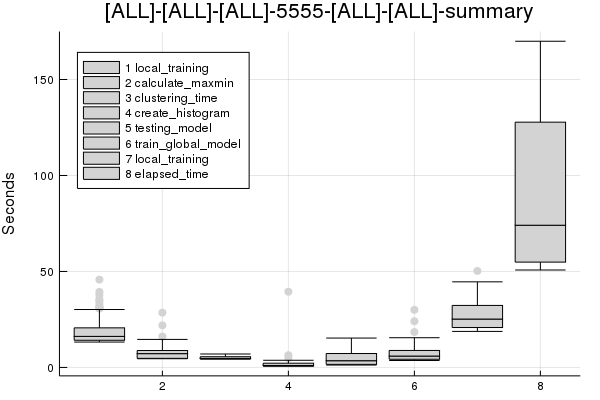 [ALL]-[ALL]-[ALL]-5555-[ALL]-[ALL]-summary
150
1 local_training
2 calculate_maxmin
3 clustering_time
4 create_histogram
5 testing_model
6 train_global_model
7 local_training
8 elapsed_time
100
Seconds
50
0
2 4 6 8